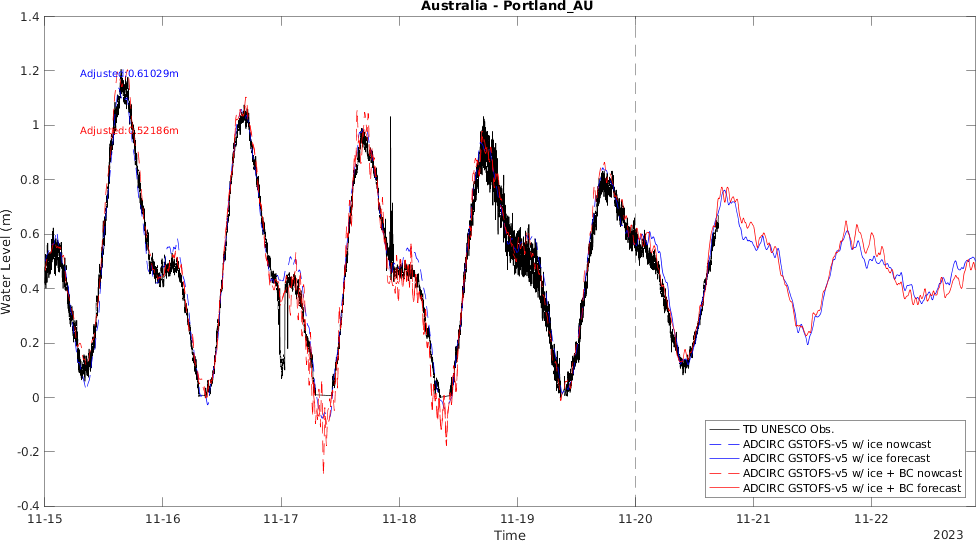 Australia - Portland_AU
1.4
1.2
1
0.8
0.6
0.4
0.2
0
-0.2
-0.4
Water Level (m)
Adjusted:0.61029m
Adjusted:0.52186m
TD UNESCO Obs.
ADCIRC GSTOFS-v5 w/ ice nowcast
ADCIRC GSTOFS-v5 w/ ice forecast
ADCIRC GSTOFS-v5 w/ ice + BC nowcast
ADCIRC GSTOFS-v5 w/ ice + BC forecast
11-15 11-16 11-17 11-18 11-19 11-20 11-21 11-22
Time
2023